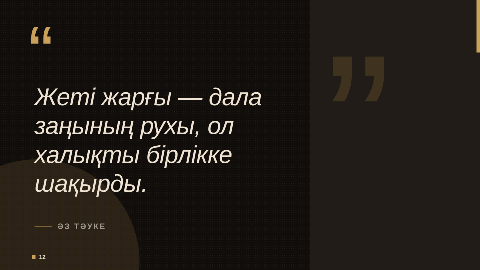 “
Жеті жарғы — дала
заңының рухы, ол
халықты бірлікке
шақырды.
”
ӘЗ ТӘУКЕ
12